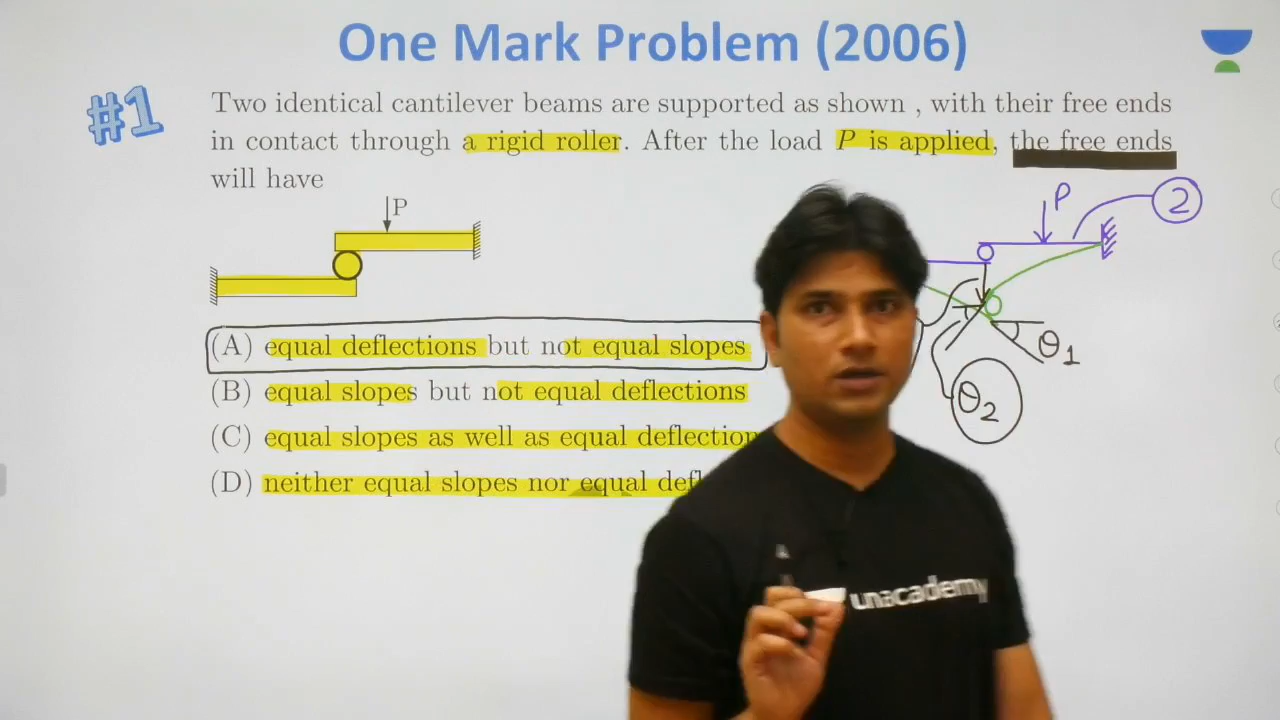 One Mark Problem (2006)
#1
Two identical cantilever beams are supported as shown , with their free ends
in contact through a rigid roller. After the load P is applied, the free ends
will have
P
P
2
(A) equal deflections but not equal slopes
θ1
(B) equal slopes but not equal deflections
θ2
(C) equal slopes as well as equal deflection
(D) neither equal slopes nor equal
unacademy